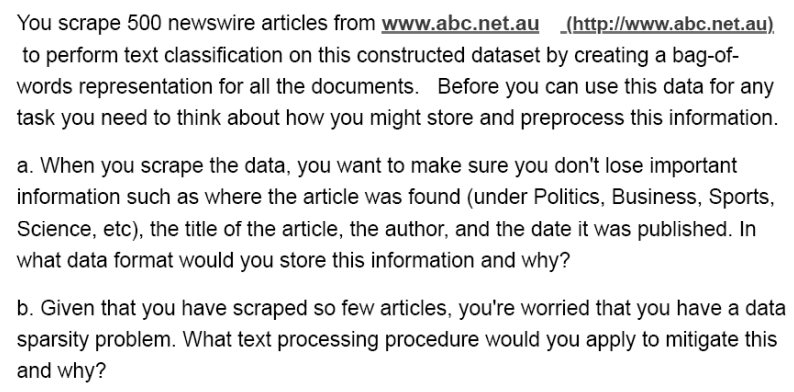 You scrape 500 newswire articles from www.abc.net.au (http://www.abc.net.au)
to perform text classification on this constructed dataset by creating a bag-of-
words representation for all the documents. Before you can use this data for any
task you need to think about how you might store and preprocess this information.
a. When you scrape the data, you want to make sure you don't lose important
information such as where the article was found (under Politics, Business, Sports,
Science, etc), the title of the article, the author, and the date it was published. In
what data format would you store this information and why?
b. Given that you have scraped so few articles, you're worried that you have a data
sparsity problem. What text processing procedure would you apply to mitigate this
and why?